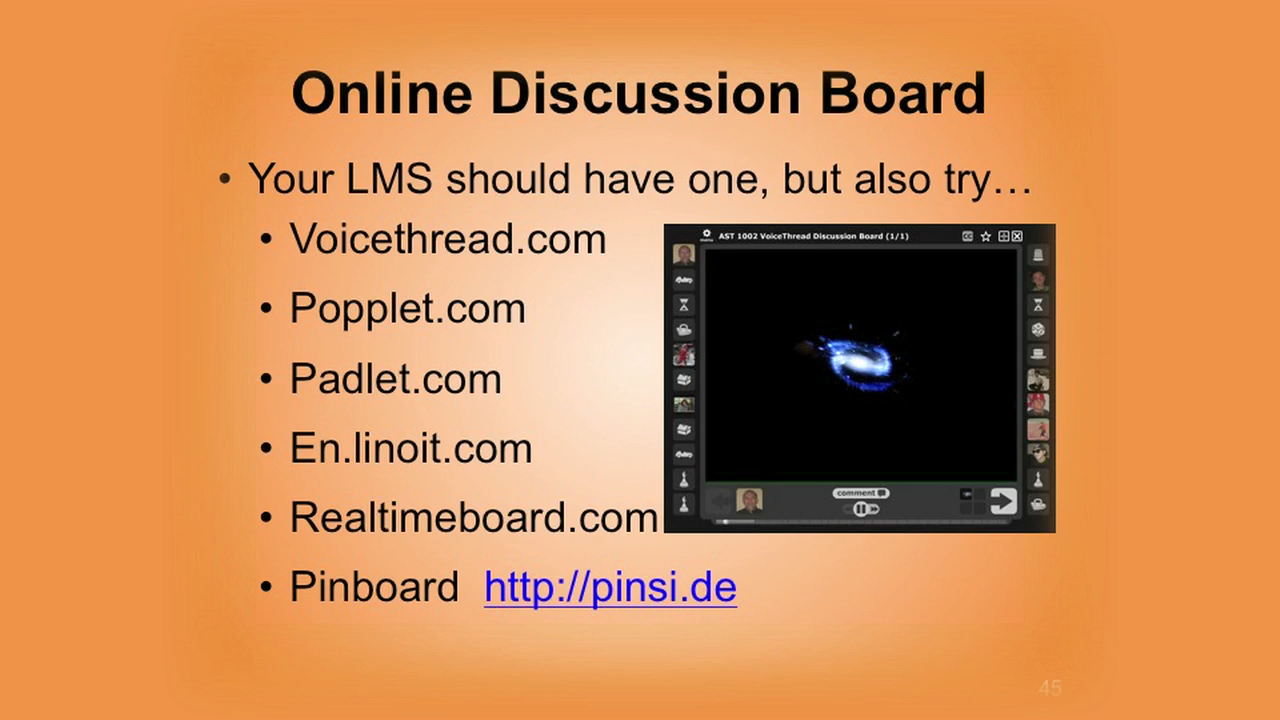 Online Discussion Board
• Your LMS should have one, but also try…
• Voicethread.com
AST 1002 VoiceThread Discussion Board (1/1)
• Popplet.com
• Padlet.com
• En.linoit.com
comment
• Realtimeboard.com
• Pinboard http://pinsi.de
45